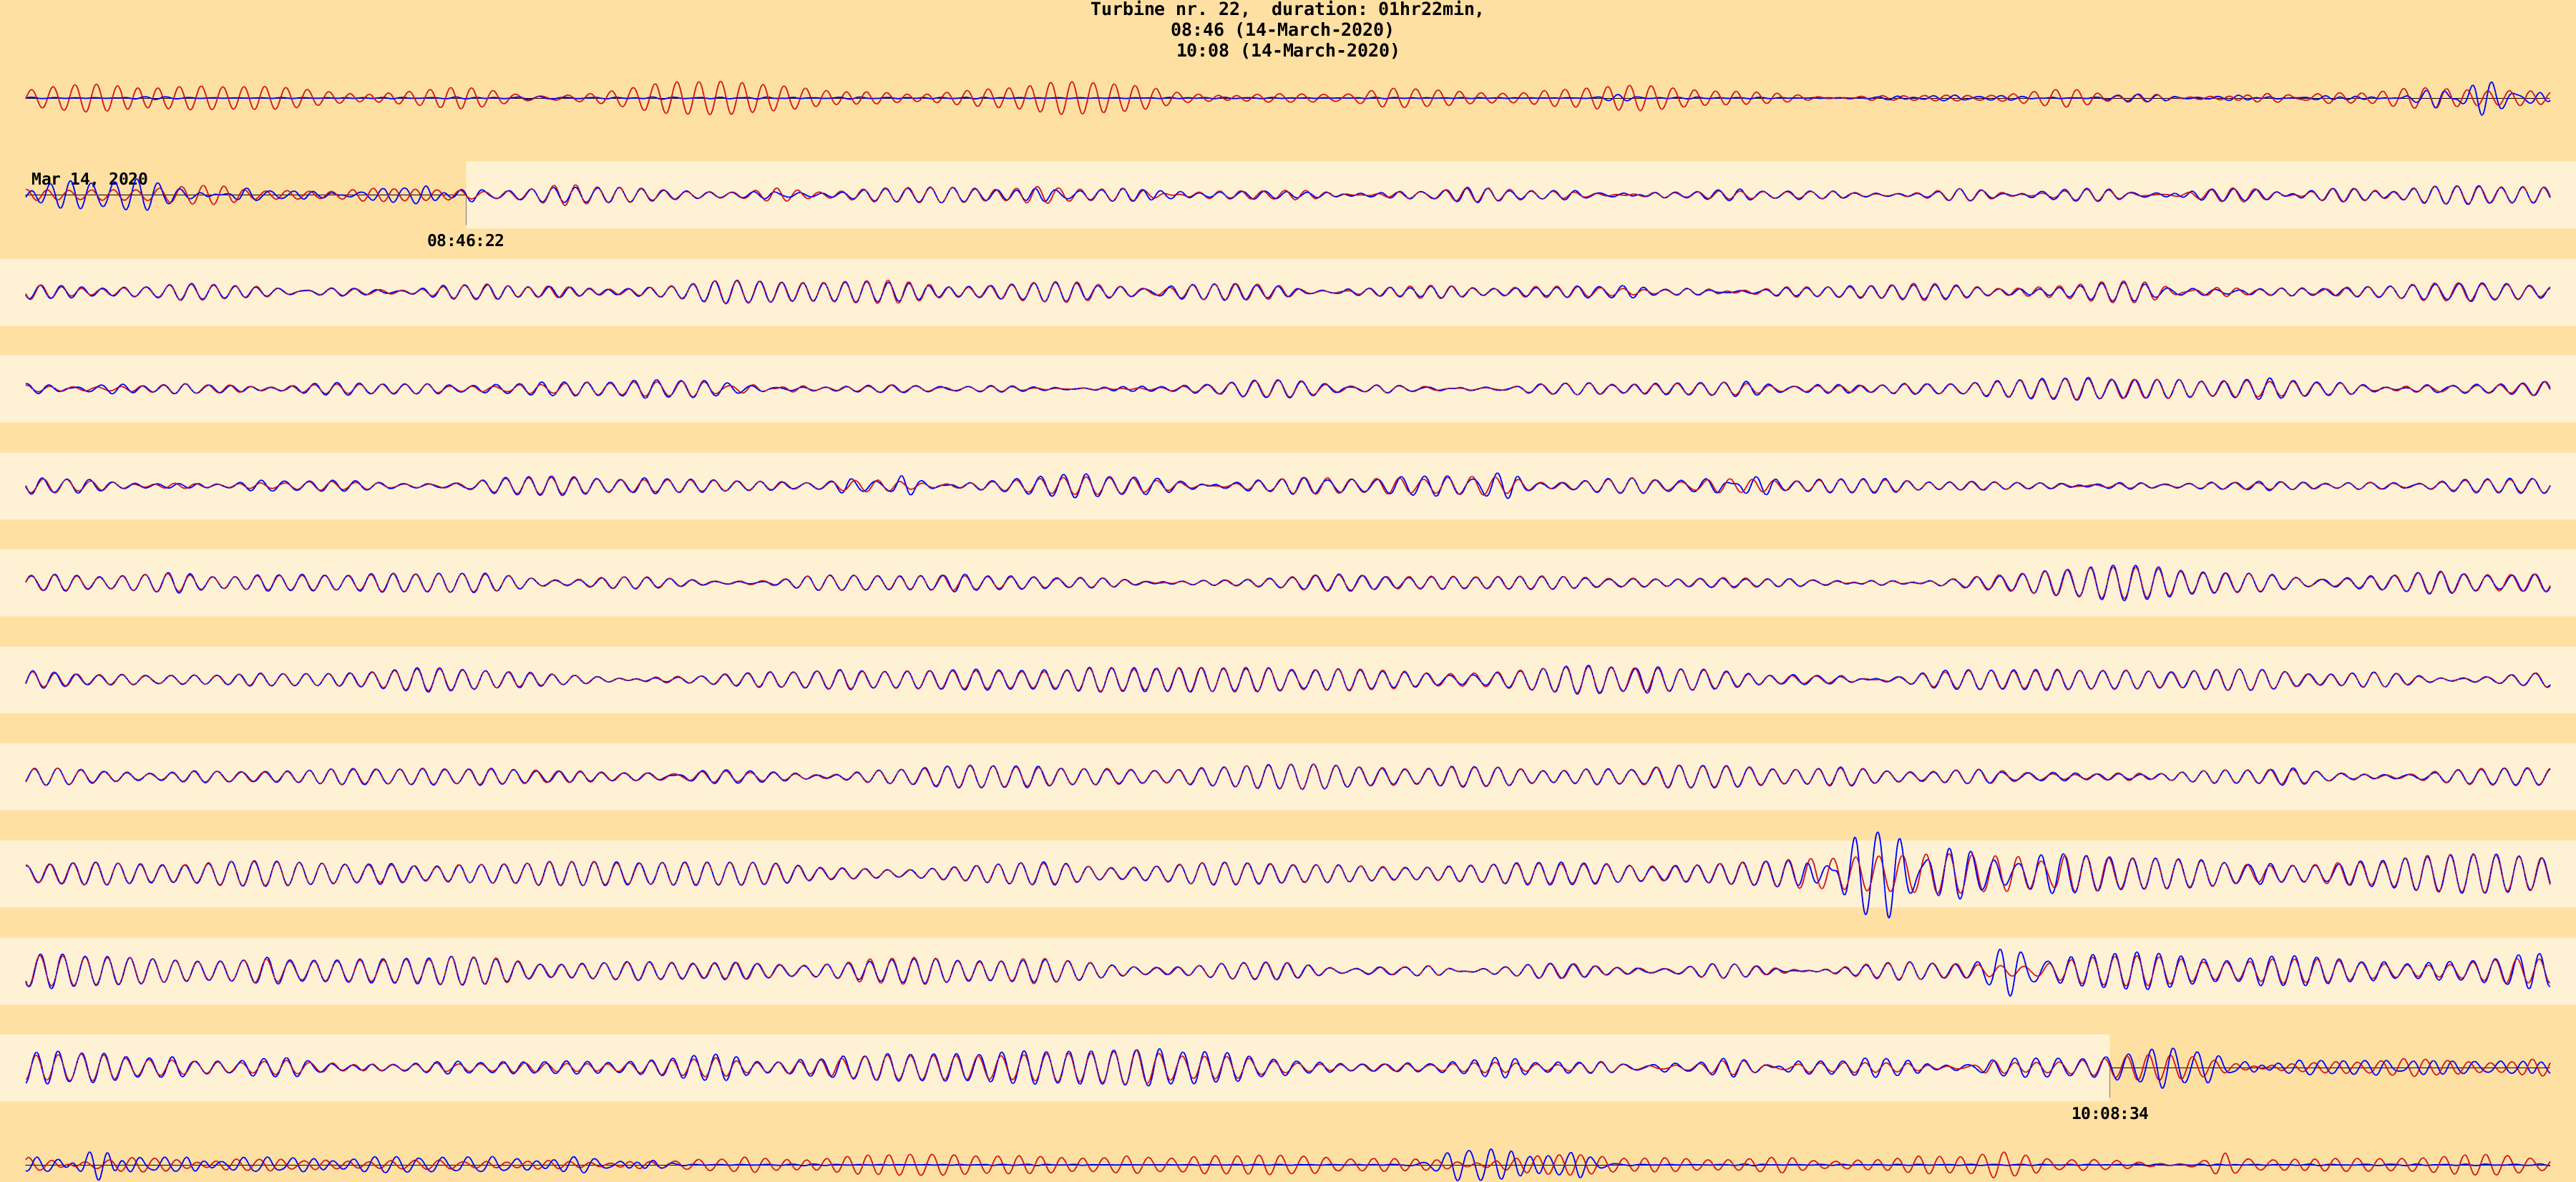 Turbine nr. 22,  duration: 01hr22min,
08:46 (14-March-2020)
10:08 (14-March-2020)
Mar 14, 2020
08:46:22
10:08:34